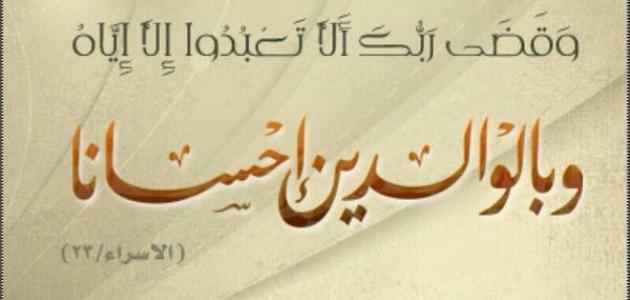 وَقَضَى رَبُّكَ أَلَّا تَعْبُدُوا إِلَّا إِيَّاهُ
وبالوالدين إحسانا
(الاسراء/٢٣)